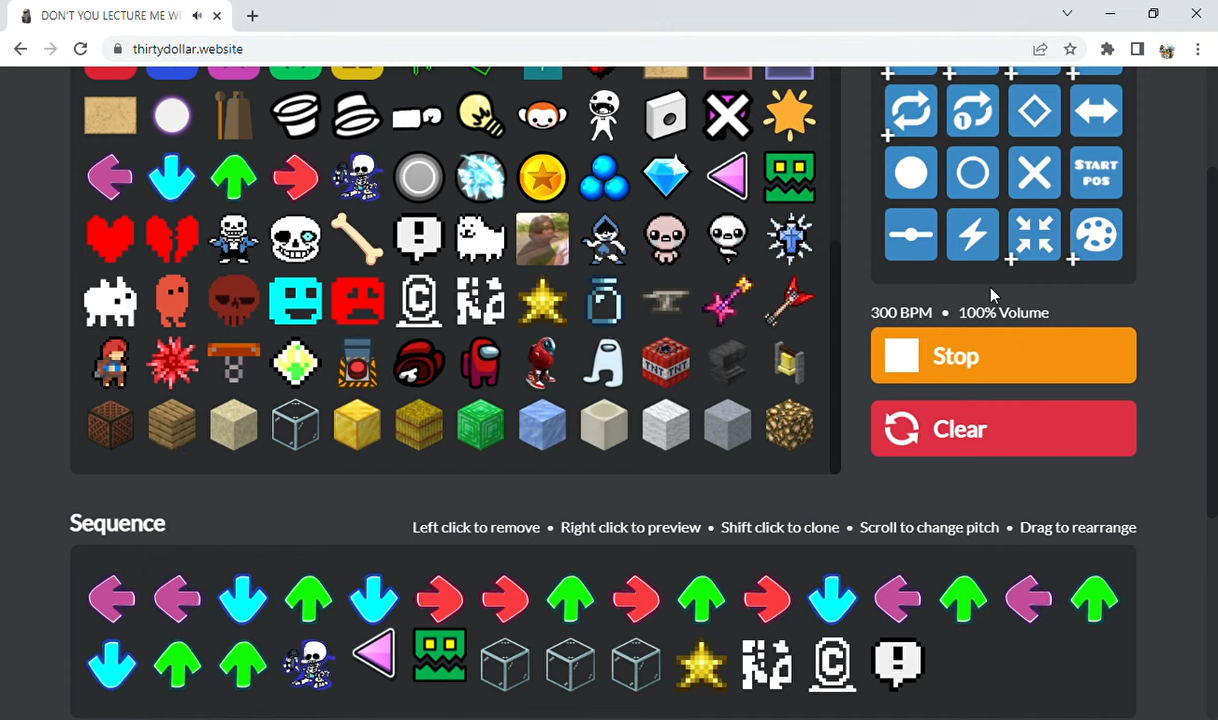 DON'T YOU LECTURE ME WI
thirtydollar.website
START
POS
TNT
TNT
300 BPM • 100% Volume
Stop
Clear
Sequence
Left click to remove • Right click to preview • Shift click to clone • Scroll to change pitch • Drag to rearrange